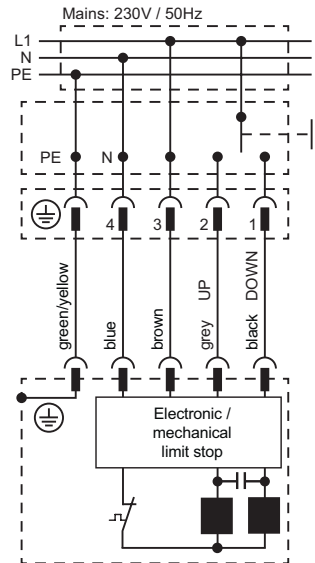 Mains: 230V / 50Hz
L1
N
PE
PE N
4 3 2 1
green/yellow
blue
brown
grey UP
black DOWN
Electronic /
mechanical
limit stop